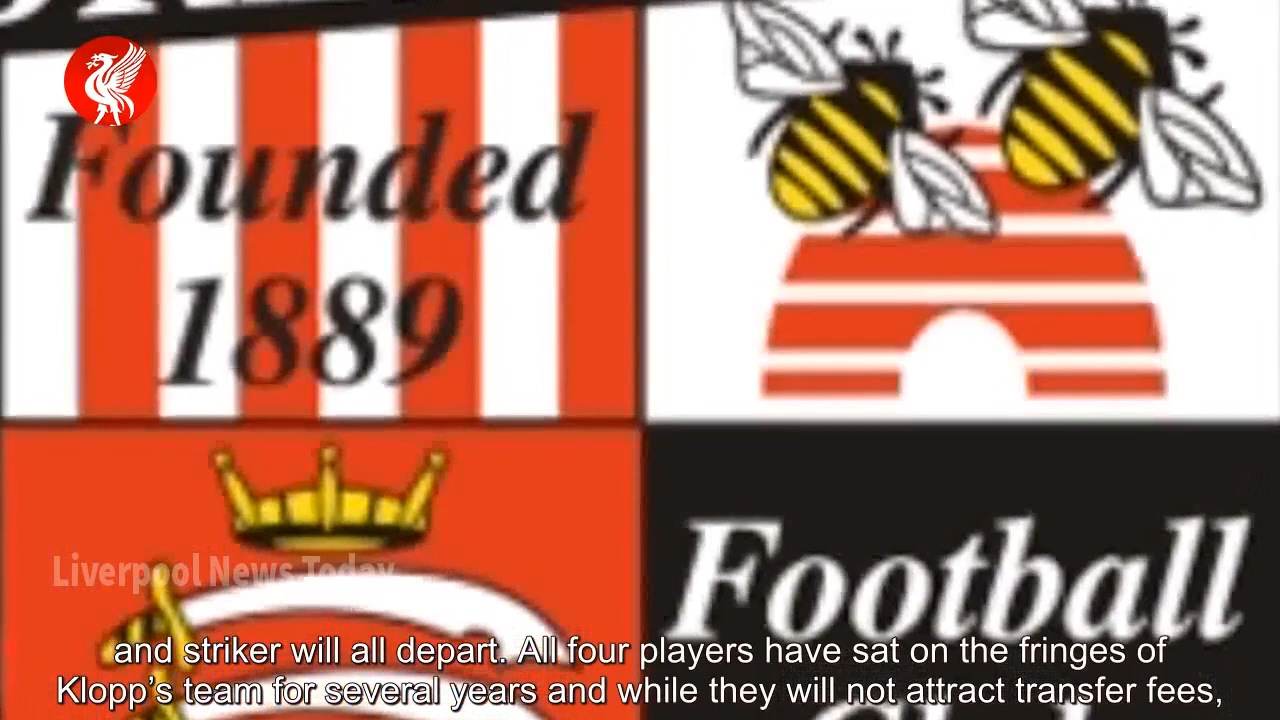 Founded
1889
Football
Liverpool News Today
and striker will all depart. All four players have sat on the fringes of
Klopp’s team for several years and while they will not attract transfer fees,